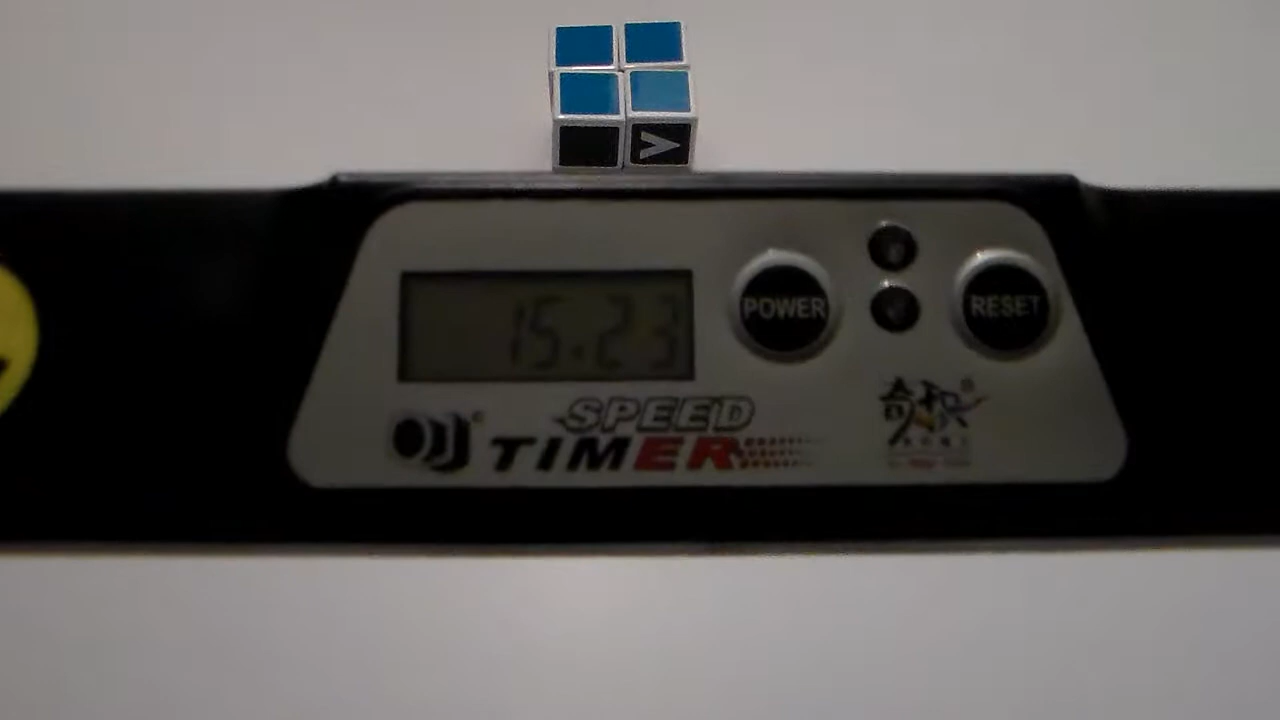 V
15.23
POWER
RESET
SPEED
TIMER
奇积